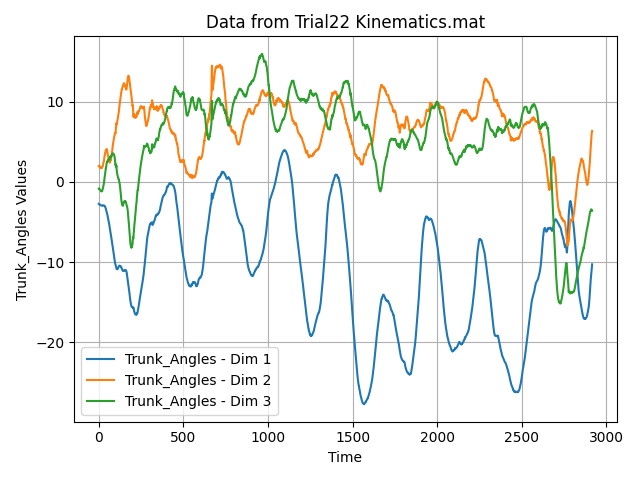 Data from Trial22 Kinematics.mat
Trunk_Angles Values
10
0
−10
−20
Trunk_Angles - Dim 1
Trunk_Angles - Dim 2
Trunk_Angles - Dim 3
0 500 1000 1500 2000 2500 3000
Time